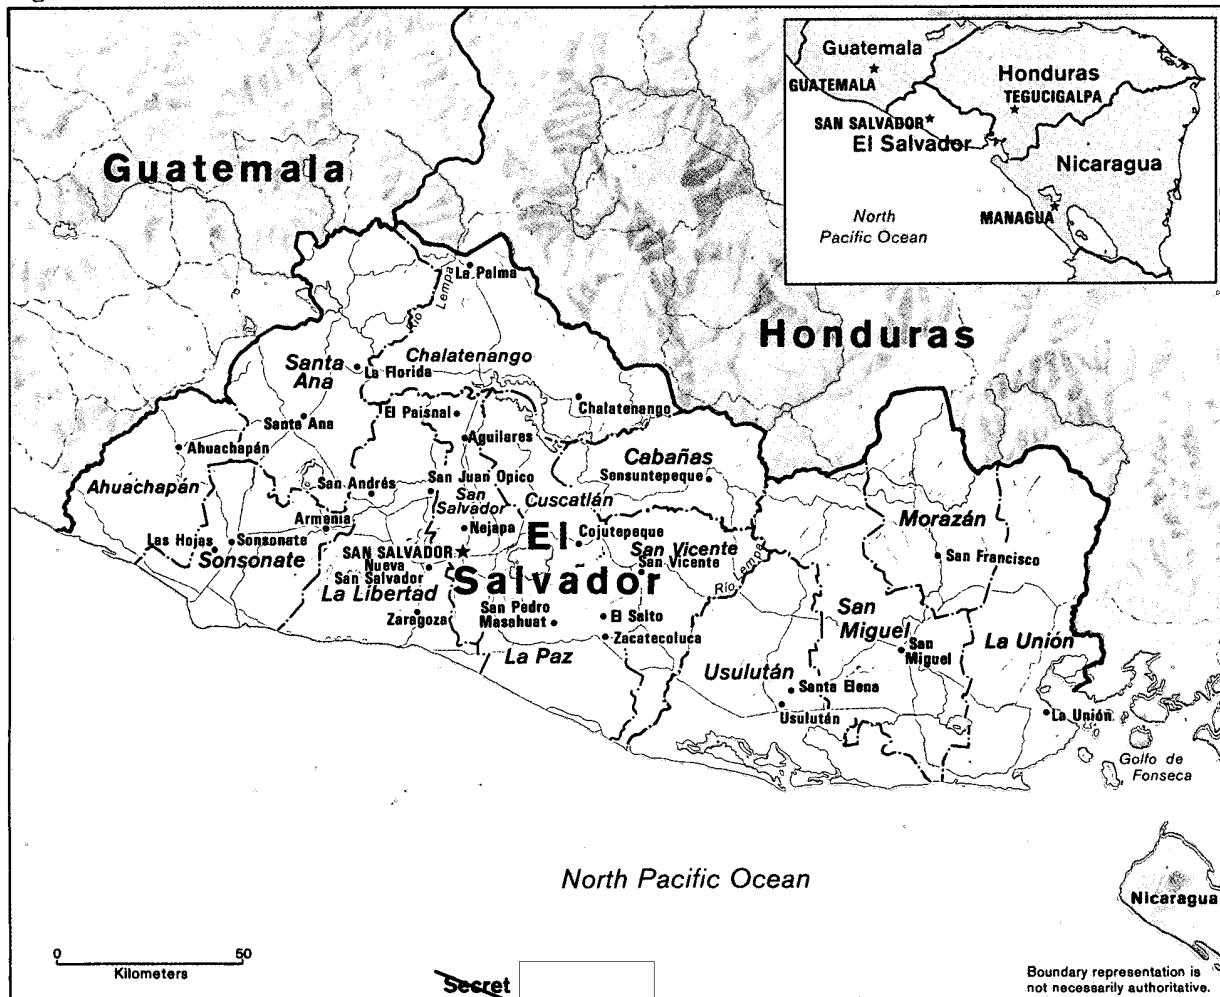 Guatemala
GUATEMALA
Honduras
TEGUCIGALPA
SAN SALVADOR
El Salvador
Nicaragua
MANAGUA
North
Pacific Ocean
Guatemala
Honduras
La Palma
Río Lempa
Santa
Ana
Chalatenango
La Florida
El Paisnal
Chalatenango
Santa Ana
Aguilares
Ahuachapán
Cabañas
Sensuntepeque
Ahuachapán
San Andrés
San Juan Opico
San
Salvador
Cuscatlán
Armenia
Nejapa
Morazán
Las Hojas
Sonsonate
Sonsonate
El
Salvador
Cojutepeque
San Vicente
San Vicente
Río Lempa
San Francisco
SAN SALVADOR
Nueva
San Salvador
La Libertad
Zaragoza
San Pedro
Masahuat
El Salto
Zacatecoluca
San
Miguel
San
Miguel
La Unión
La Paz
Usulután
Santa Elena
Usulután
La Unión
Golfo de
Fonseca
North Pacific Ocean
Nicaragua
0
50
Kilometers
Secret
Boundary representation is
not necessarily authoritative.